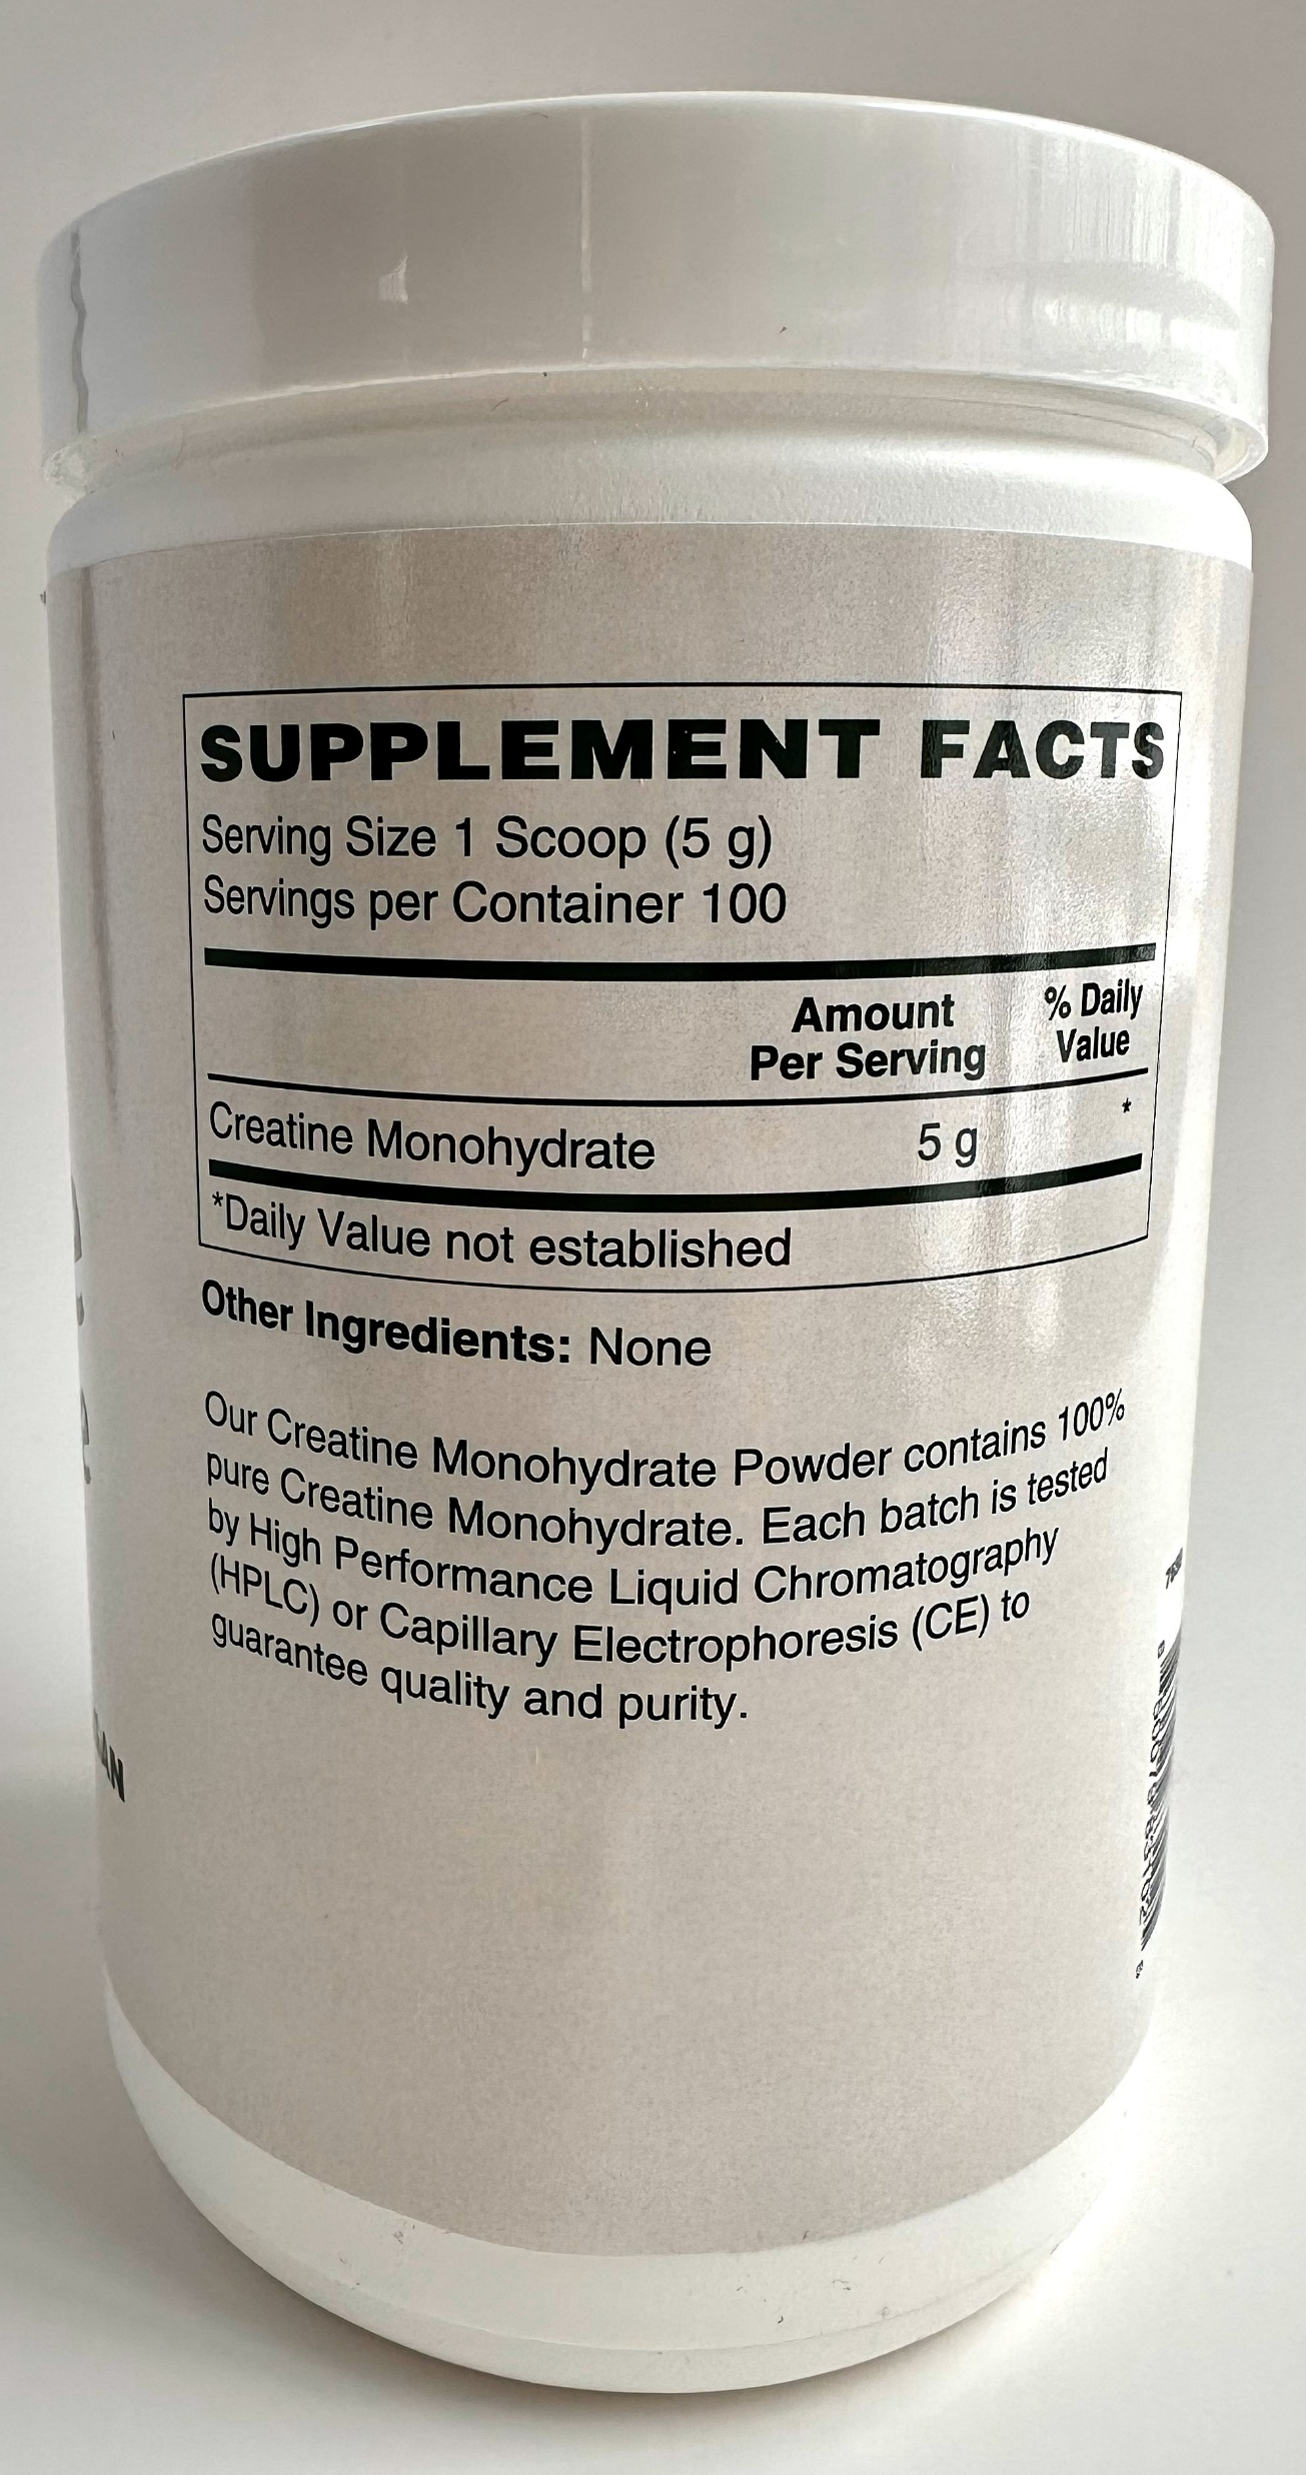 SUPPLEMENT FACTS
Serving Size 1 Scoop (5 g)
Servings per Container 100
Amount Per Serving
% Daily Value
Creatine Monohydrate 5 g *
*Daily Value not established
Other Ingredients: None
Our Creatine Monohydrate Powder contains 100%
pure Creatine Monohydrate. Each batch is tested
by High Performance Liquid Chromatography
(HPLC) or Capillary Electrophoresis (CE) to
guarantee quality and purity.